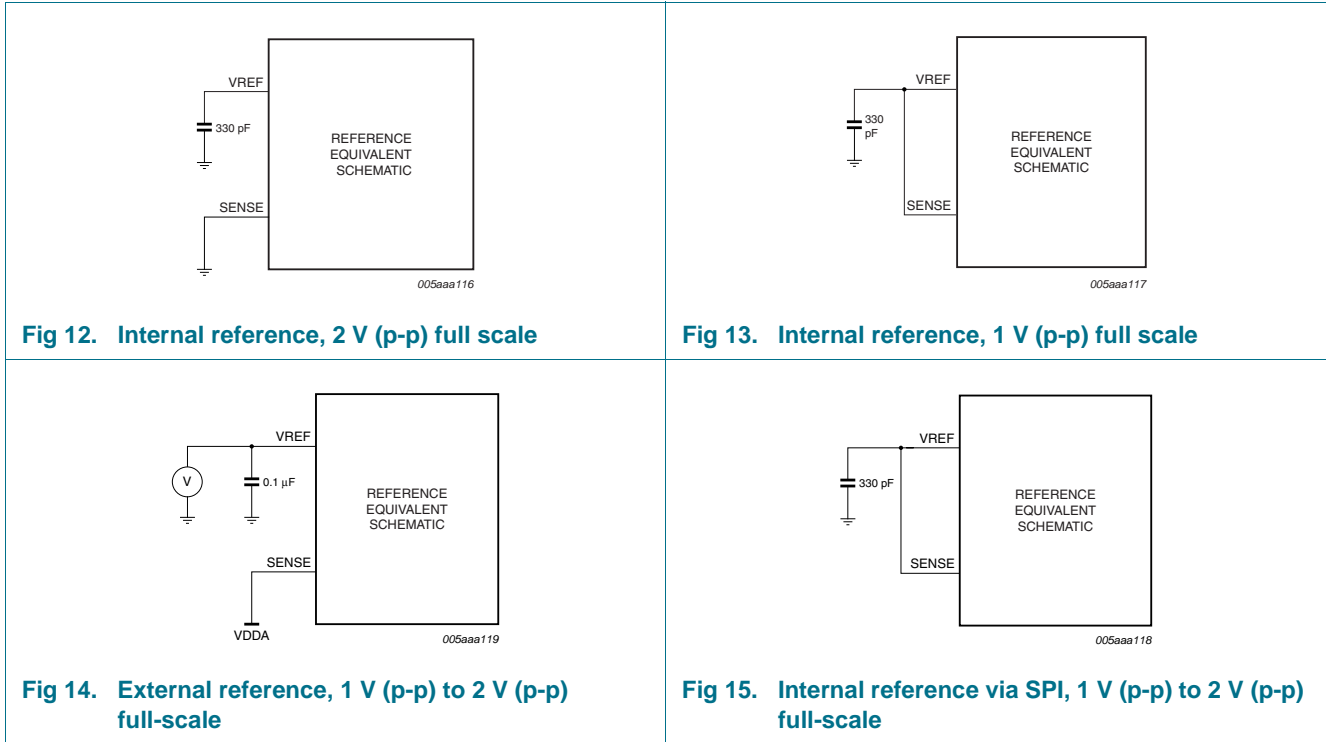 VREF
330 pF
REFERENCE
EQUIVALENT
SCHEMATIC
SENSE
005aaa116
Fig 12. Internal reference, 2 V (p-p) full scale
VREF
330
pF
REFERENCE
EQUIVALENT
SCHEMATIC
SENSE
005aaa117
Fig 13. Internal reference, 1 V (p-p) full scale
VREF
V
0.1 μF
REFERENCE
EQUIVALENT
SCHEMATIC
SENSE
VDDA
005aaa119
Fig 14. External reference, 1 V (p-p) to 2 V (p-p)
full-scale
VREF
330 pF
REFERENCE
EQUIVALENT
SCHEMATIC
SENSE
005aaa118
Fig 15. Internal reference via SPI, 1 V (p-p) to 2 V (p-p)
full-scale